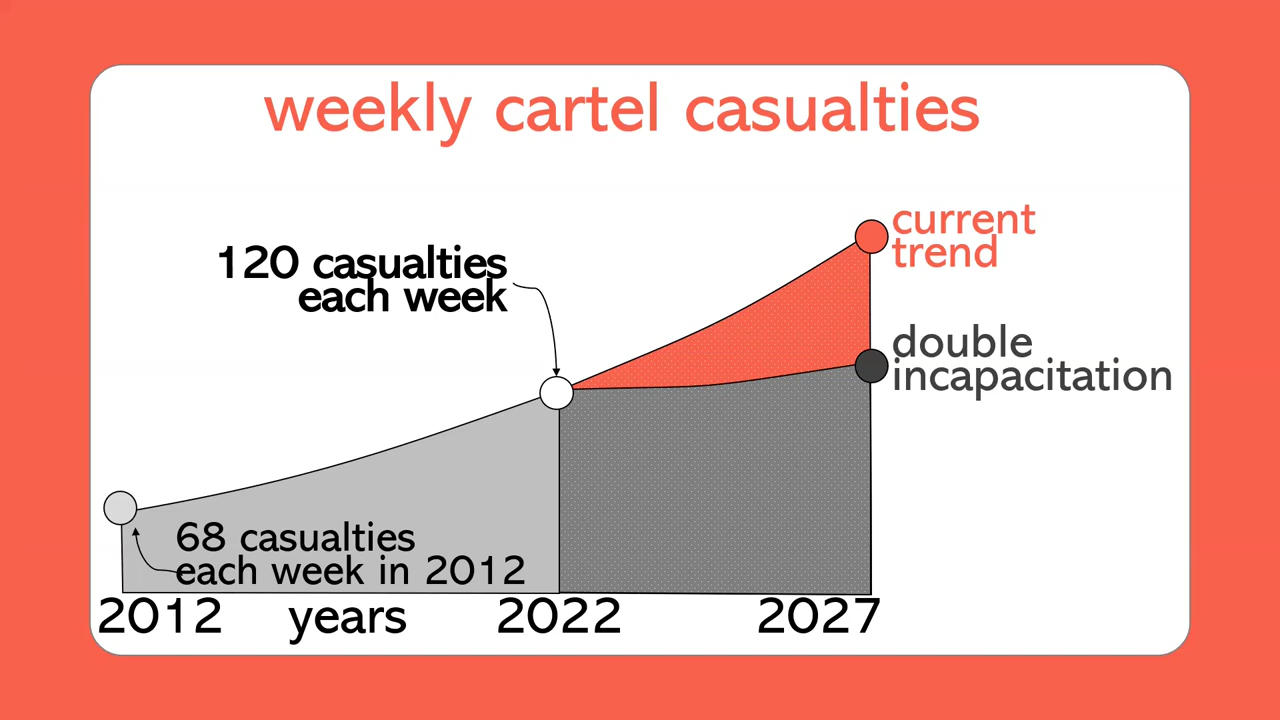 weekly cartel casualties
current
trend
120 casualties
each week
double
incapacitation
68 casualties
each week in 2012
2012 years 2022 2027